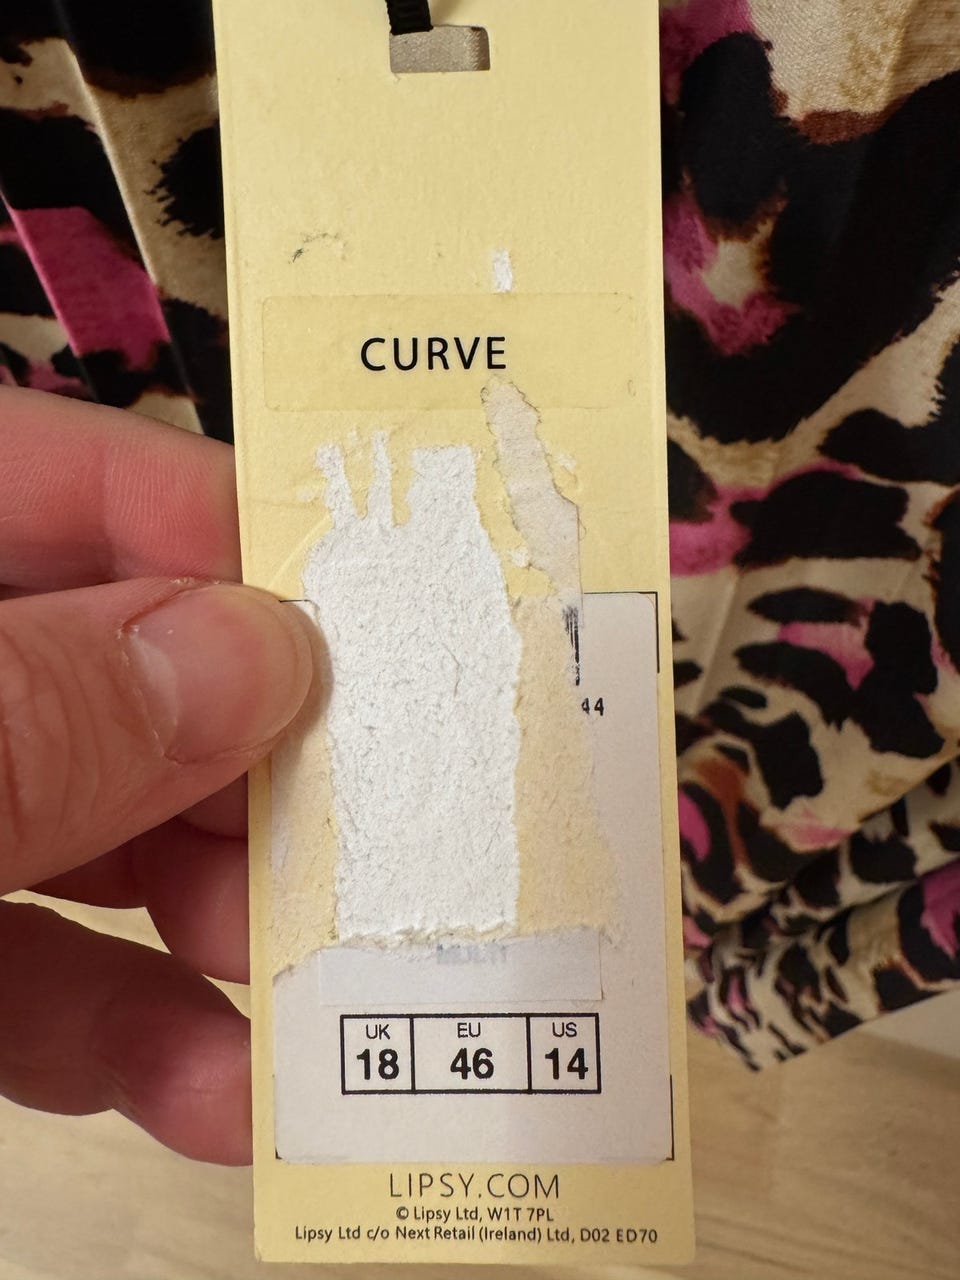 CURVE
44
UK EU US
18 46 14
LIPSY.COM
© Lipsy Ltd, W1T 7PL
Lipsy Ltd c/o Next Retail (Ireland) Ltd, D02 ED70